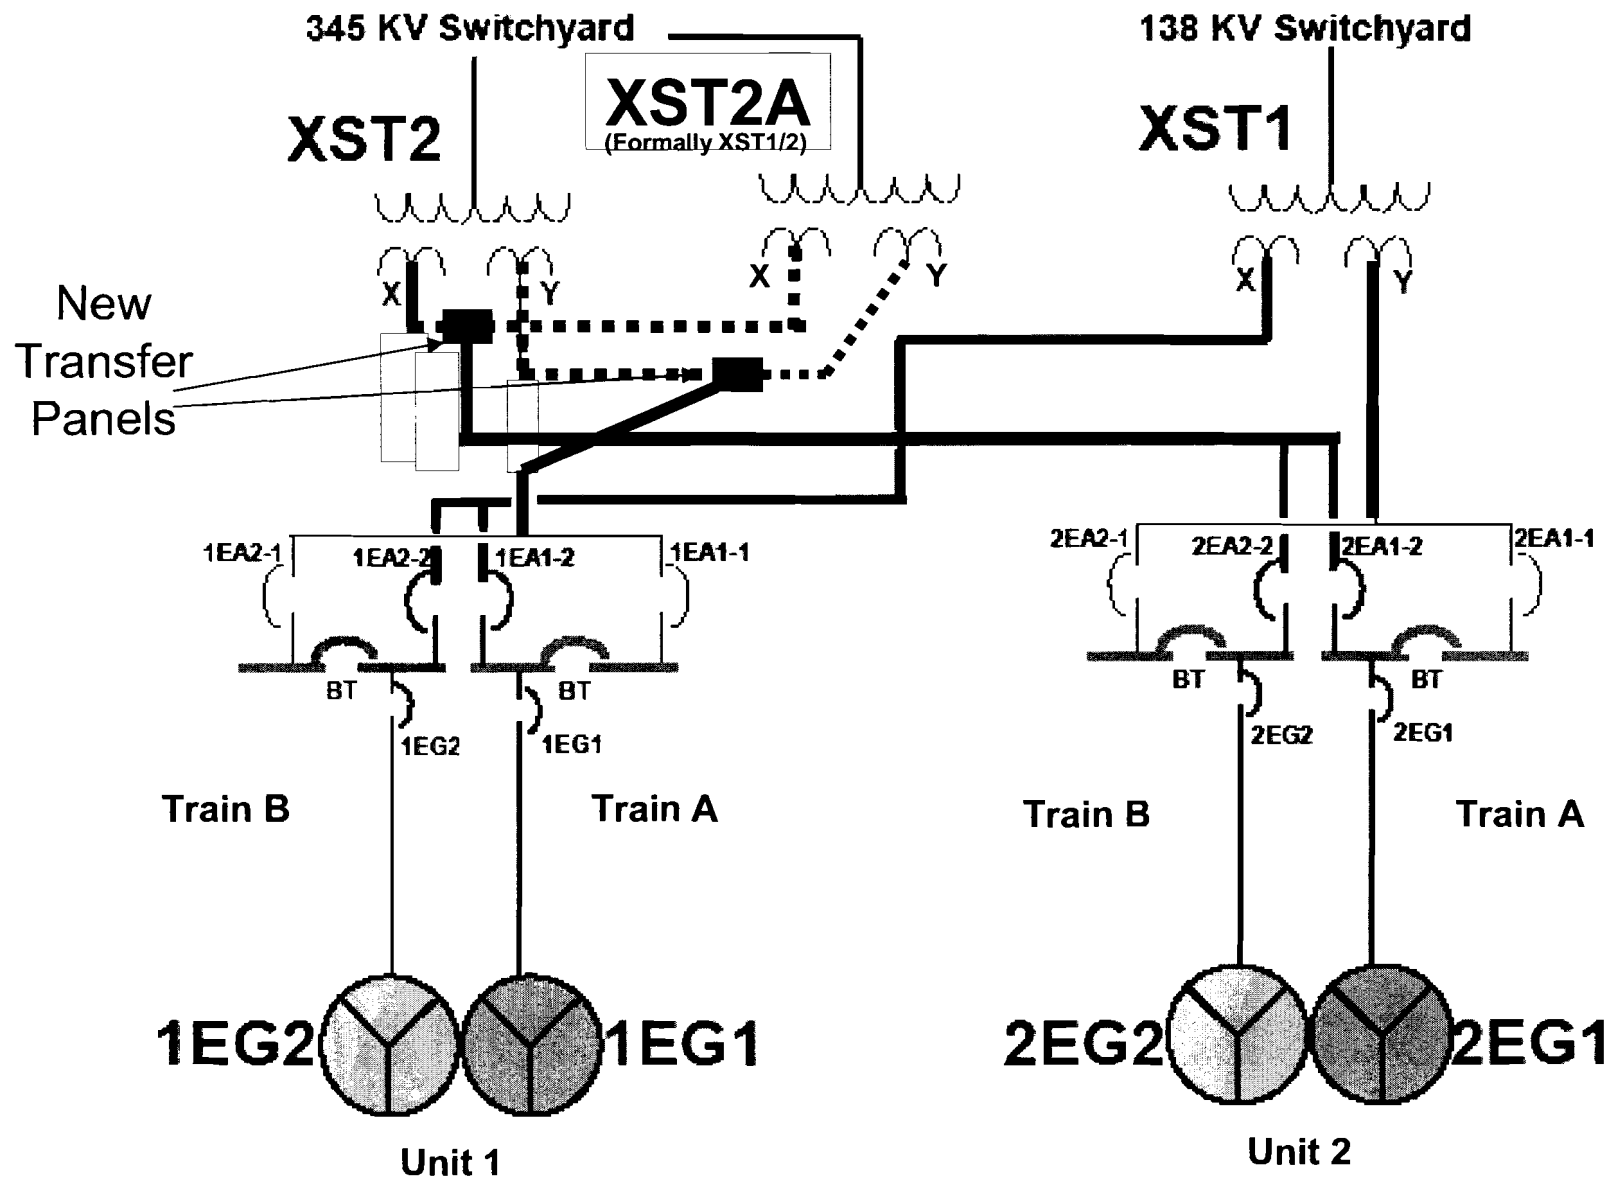 345 KV Switchyard
138 KV Switchyard
XST2A
(Formally XST1/2)
XST2
XST1
X
Y
X
Y
X
Y
New
Transfer
Panels
1EA2-1
1EA2-2
1EA1-2
1EA1-1
2EA2-1
2EA2-2
2EA1-2
2EA1-1
BT
BT
BT
BT
1EG2
1EG1
2EG2
2EG1
Train B
Train A
Train B
Train A
1EG2
1EG1
2EG2
2EG1
Unit 1
Unit 2